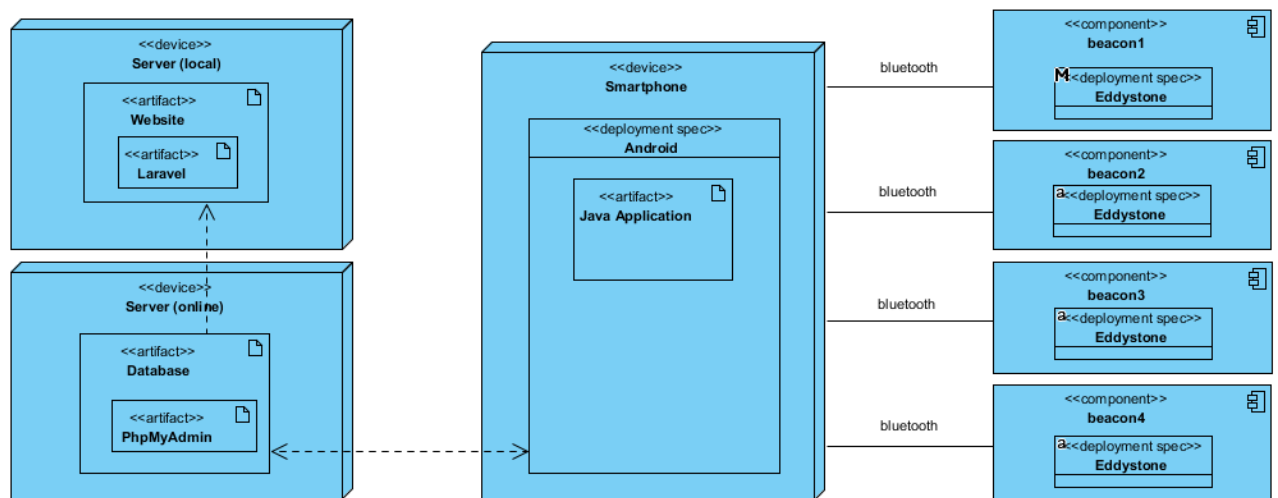 <<device>>
Server (local)
<<artifact>>
Website
<<artifact>>
Laravel
<<device>>
Server (online)
<<artifact>>
Database
<<artifact>>
PhpMyAdmin
<<device>>
Smartphone
<<deployment spec>>
Android
<<artifact>>
Java Application
bluetooth
bluetooth
bluetooth
bluetooth
<<component>>
beacon1
M
<<deployment spec>>
Eddystone
<<component>>
beacon2
a
<<deployment spec>>
Eddystone
<<component>>
beacon3
a
<<deployment spec>>
Eddystone
<<component>>
beacon4
a
<<deployment spec>>
Eddystone